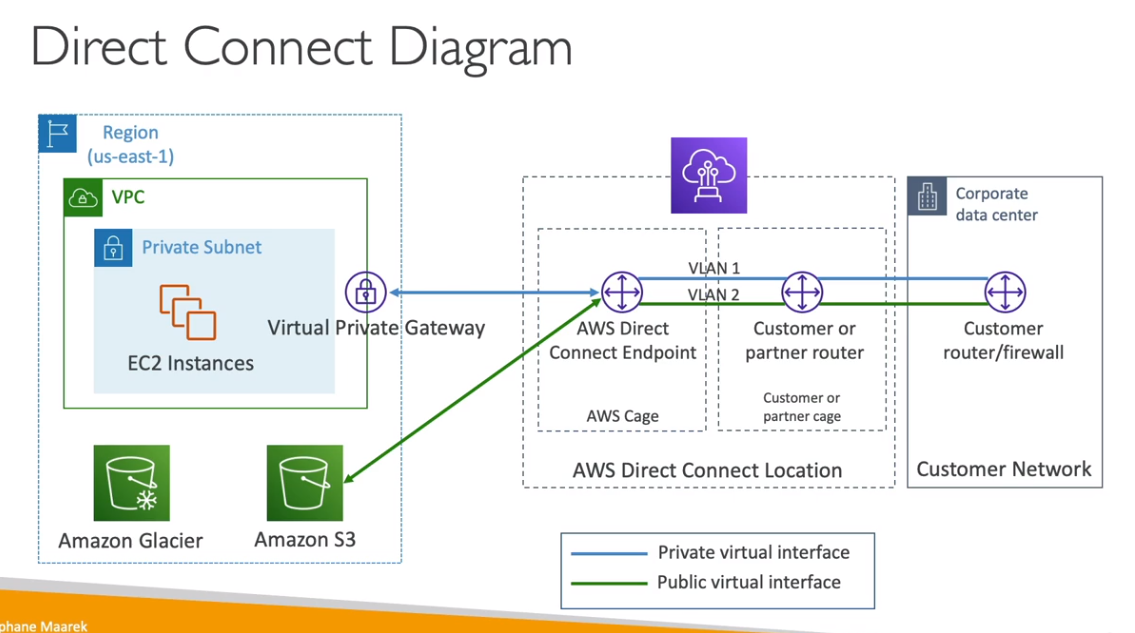 Direct Connect Diagram
Region
(us-east-1)
VPC
Private Subnet
EC2 Instances
Virtual Private Gateway
Amazon Glacier
Amazon S3
VLAN 1
VLAN 2
AWS Direct
Connect Endpoint
AWS Cage
Customer or
partner router
Customer or
partner cage
AWS Direct Connect Location
Corporate
data center
Customer
router/firewall
Customer Network
Private virtual interface
Public virtual interface
phane Maarek